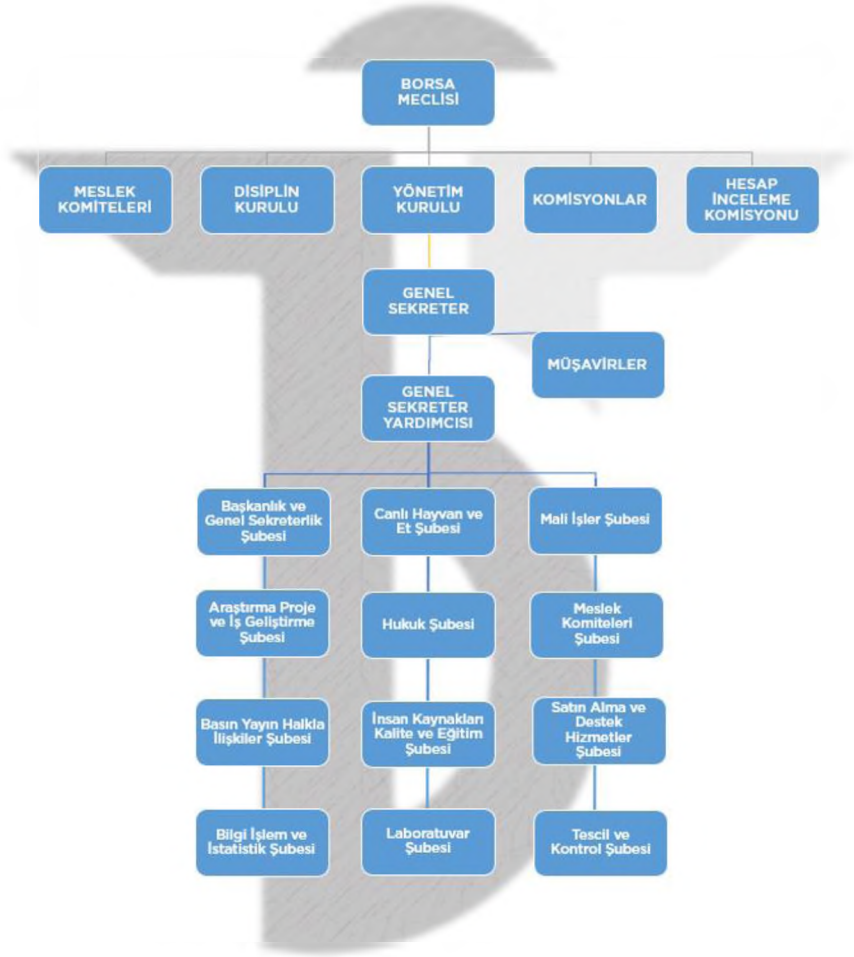 BORSA
MECLİSİ
MESLEK
KOMİTELERİ
DİSİPLİN
KURULU
YÖNETİM
KURULU
KOMİSYONLAR
HESAP
İNCELEME
KOMİSYONU
GENEL
SEKRETER
MÜŞAVİRLER
GENEL
SEKRETER
YARDIMCISI
Başkanlık ve
Genel Sekreterlik
Şubesi
Canlı Hayvan ve
Et Şubesi
Mali İşler Şubesi
Araştırma Proje
ve İş Geliştirme
Şubesi
Hukuk Şubesi
Meslek
Komiteleri
Şubesi
Basın Yayın Halkla
İlişkiler Şubesi
İnsan Kaynakları
Kalite ve Eğitim
Şubesi
Satın Alma ve
Destek
Hizmetler
Şubesi
Bilgi İşlem ve
İstatistik Şubesi
Laboratuvar
Şubesi
Tescil ve
Kontrol Şubesi